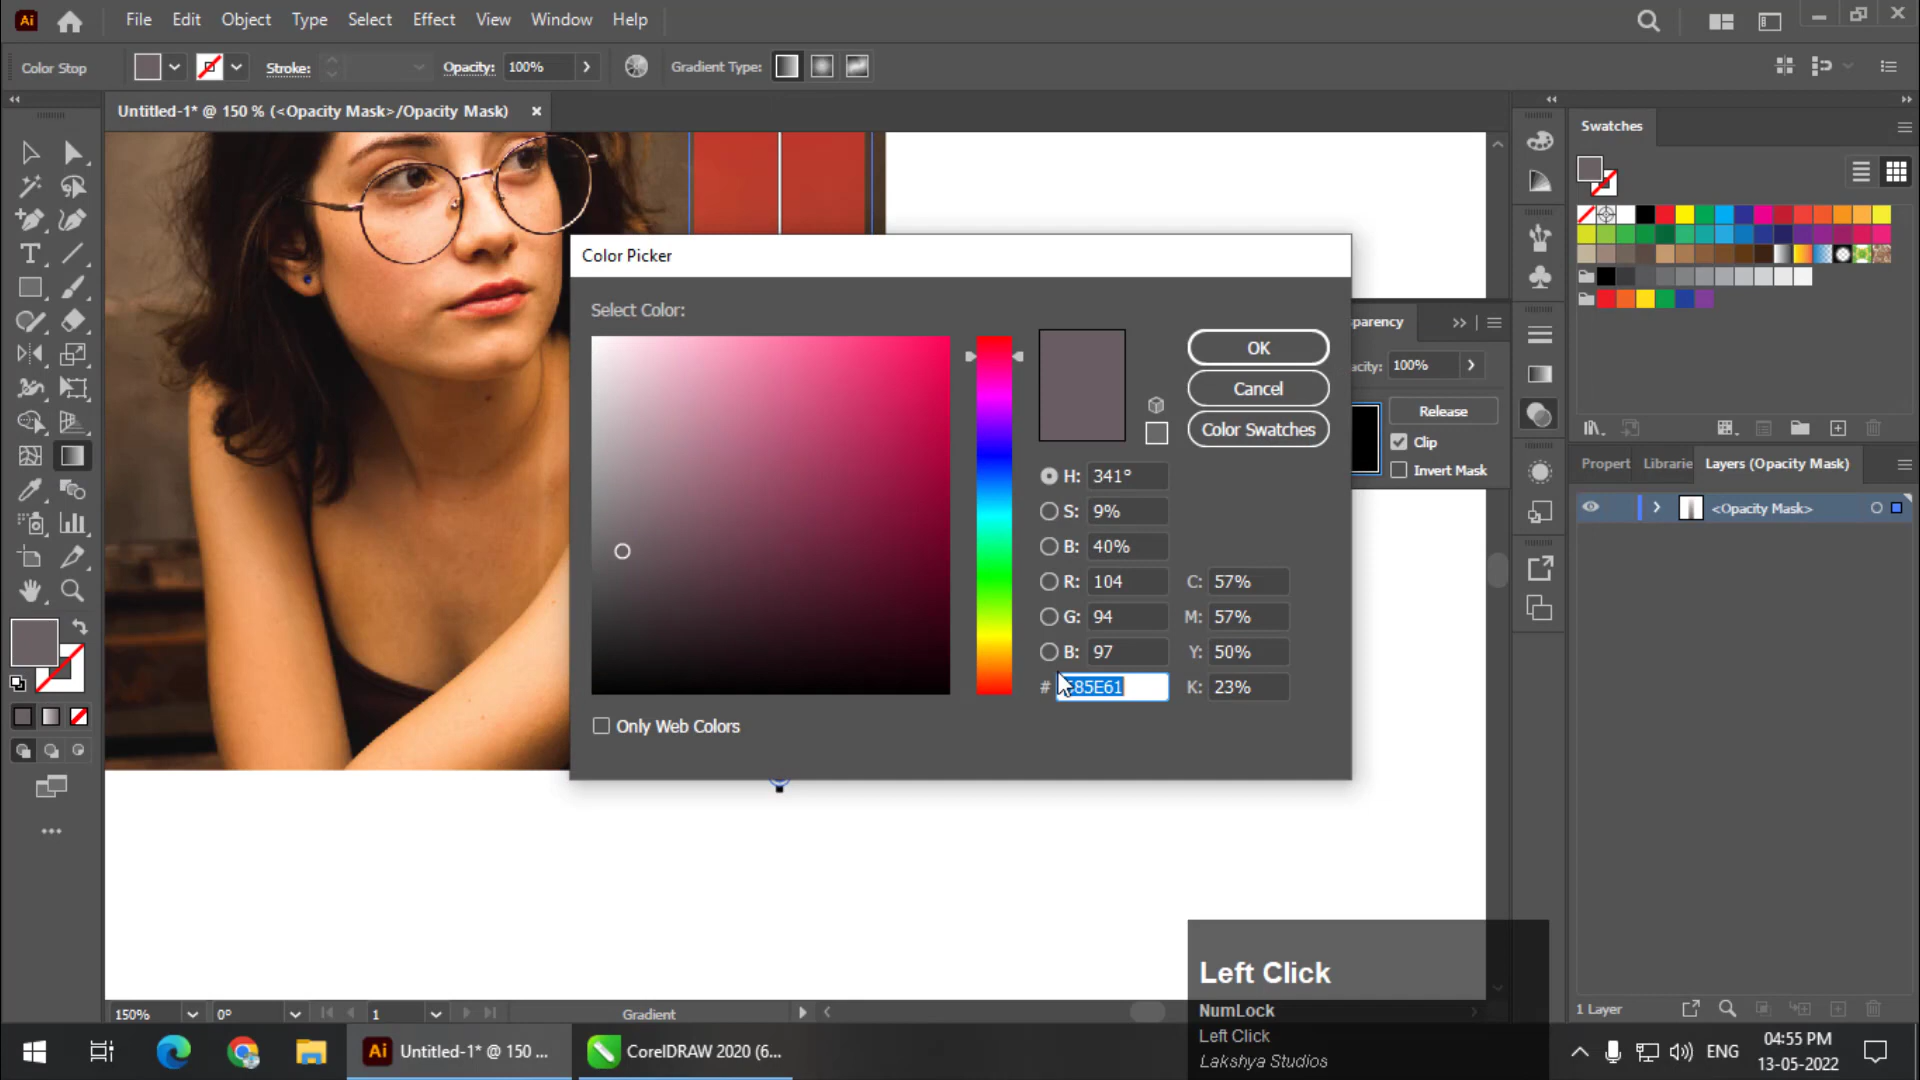 Ai File Edit Object Type Select Effect View Window Help
Color Stop Stroke: Opacity: 100% Gradient Type:
Untitled-1* @ 150 % (<Opacity Mask>/Opacity Mask) ×
Swatches
Color Picker
Select Color:
OK
Cancel
Color Swatches
H: 341°
S: 9%
B: 40%
R: 104 C: 57%
G: 94 M: 57%
B: 97 Y: 50%
# 85E61 K: 23%
Only Web Colors
sparency
acity: 100%
Release
Clip
Invert Mask
Propert Librarie Layers (Opacity Mask)
<Opacity Mask>
1 Layer
150% 0° 1 Gradient
Left Click
NumLock
Left Click
Lakshya Studios
Ai Untitled-1* @ 150 ... CorelDRAW 2020 (6...
ENG
04:55 PM
13-05-2022